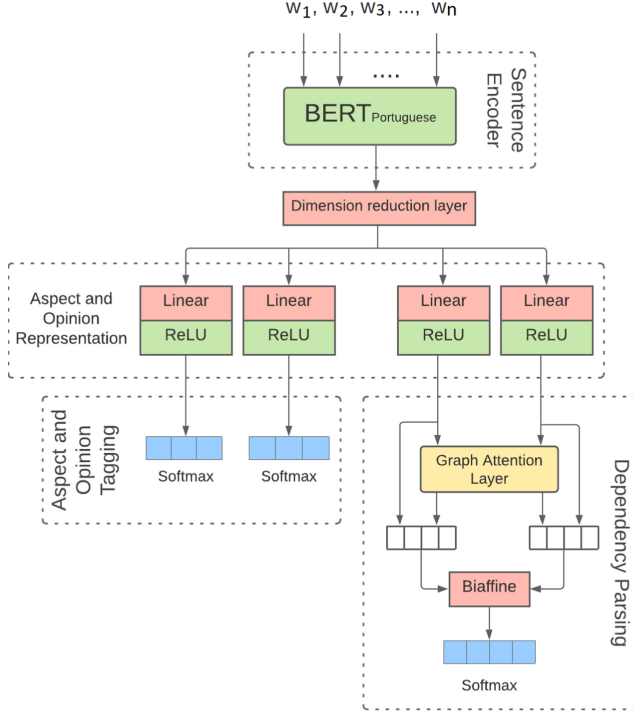 w1, w2, w3, ..., wn
....
BERTPortuguese
Sentence
Encoder
Dimension reduction layer
Aspect and
Opinion
Representation
Linear
ReLU
Linear
ReLU
Linear
ReLU
Linear
ReLU
Aspect and
Opinion
Tagging
Softmax
Softmax
Graph Attention
Layer
Dependency Parsing
Biaffine
Softmax